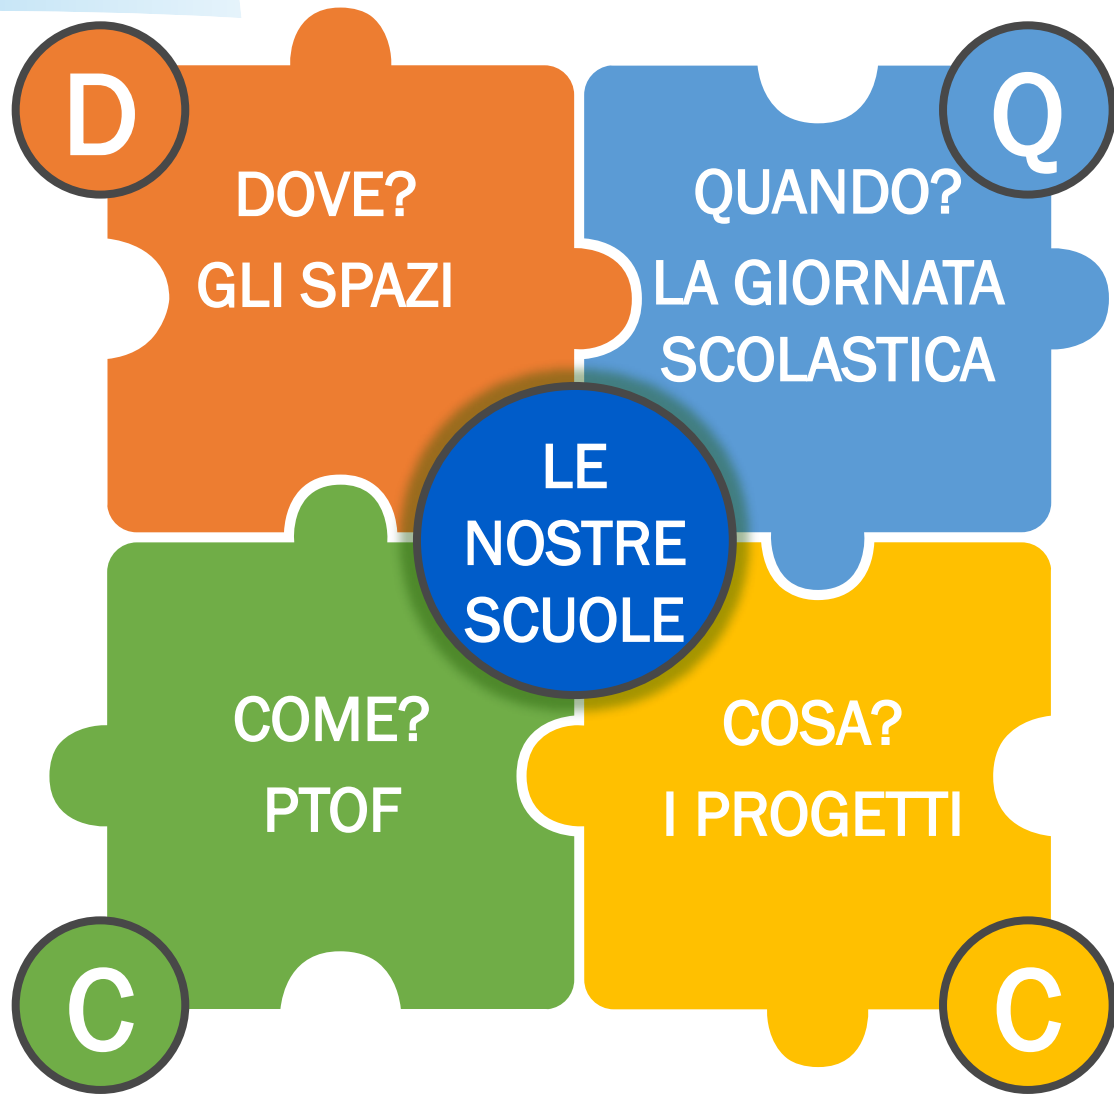 D
DOVE?
GLI SPAZI
Q
QUANDO?
LA GIORNATA
SCOLASTICA
LE
NOSTRE
SCUOLE
COME?
PTOF
C
COSA?
I PROGETTI
C